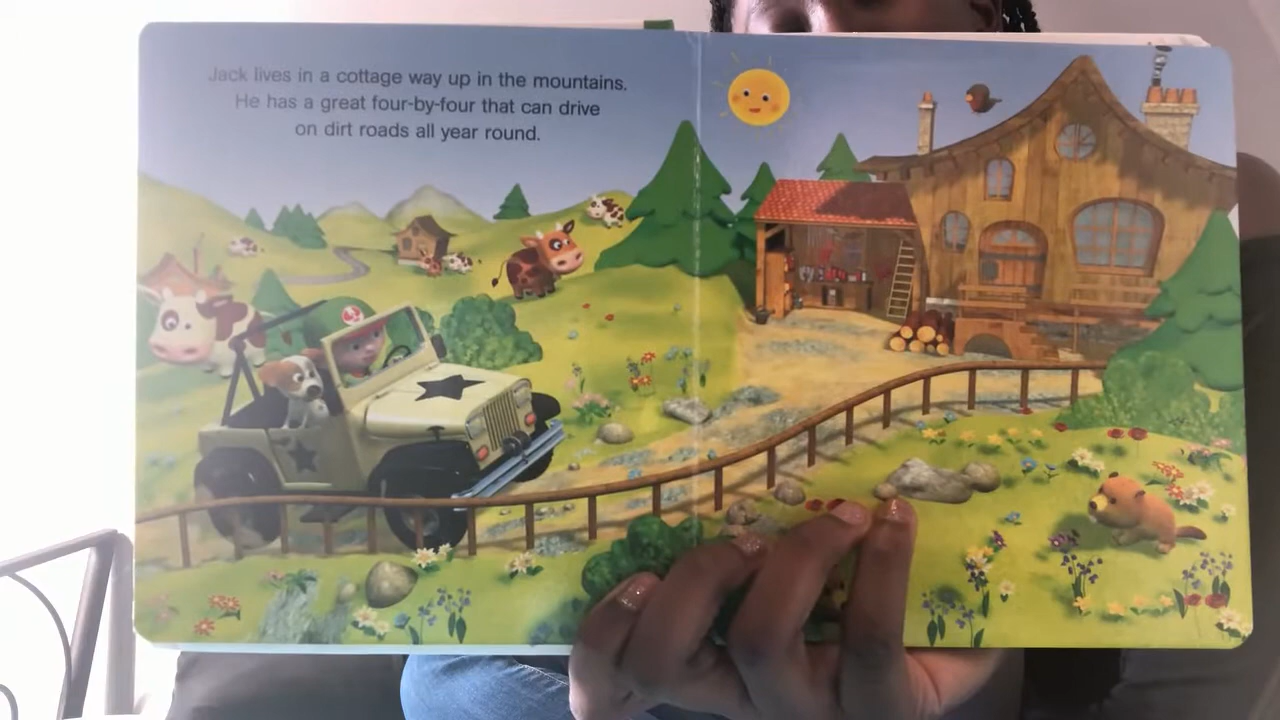 Jack lives in a cottage way up in the mountains.
He has a great four-by-four that can drive
on dirt roads all year round.